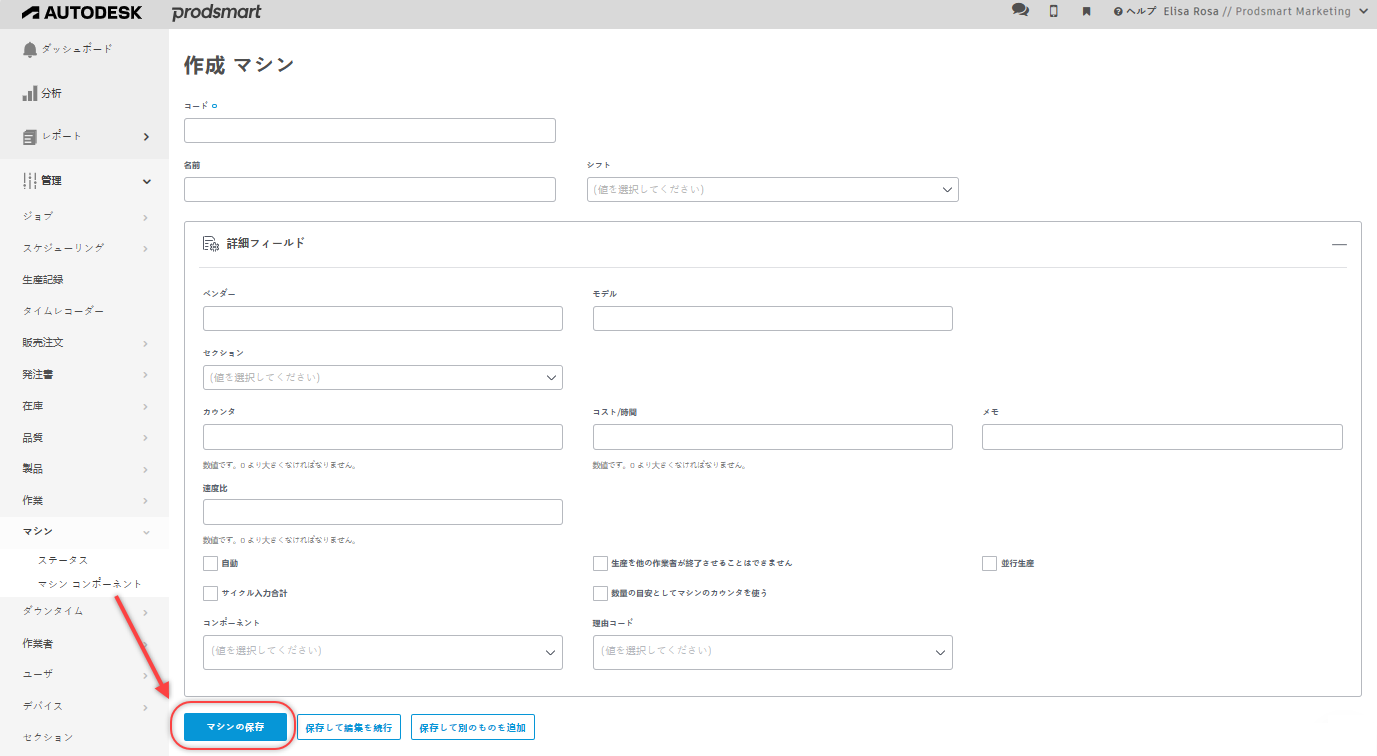 AUTODESK prodsmart ヘルプ Elisa Rosa // Prodsmart Marketing
ダッシュボード
分析
レポート
管理
ジョブ
スケジューリング
生産記録
タイムレコーダー
販売注文
発注書
在庫
品質
製品
作業
マシン
ステータス
マシン コンポーネント
ダウンタイム
作業者
ユーザ
デバイス
セクション
作成 マシン
コード
名前 シフト
(値を選択してください)
詳細フィールド
ベンダー モデル
セクション
(値を選択してください)
カウンタ コスト/時間 メモ
数値です。0 より大きくなければなりません。 数値です。0 より大きくなければなりません。
速度比
数値です。0 より大きくなければなりません。
自動 生産を他の作業者が終了させることはできません 並行生産
サイクル入力合計 数量の目安としてマシンのカウンタを使う
コンポーネント 理由コード
(値を選択してください) (値を選択してください)
マシンの保存 保存して編集を続行 保存して別のものを追加